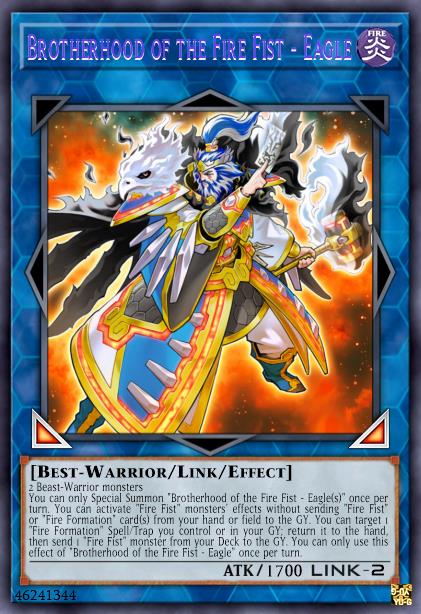 Brotherhood of the Fire Fist - Eagle
FIRE
炎
[Best-Warrior/Link/Effect]
2 Beast-Warrior monsters
You can only Special Summon "Brotherhood of the Fire Fist - Eagle(s)" once per
turn. You can activate "Fire Fist" monsters' effects without sending "Fire Fist"
or "Fire Formation" card(s) from your hand or field to the GY. You can target 1
"Fire Formation" Spell/Trap you control or in your GY; return it to the hand,
then send 1 "Fire Fist" monster from your Deck to the GY. You can only use this
effect of "Brotherhood of the Fire Fist - Eagle" once per turn.
ATK/1700 LINK-2
46241344